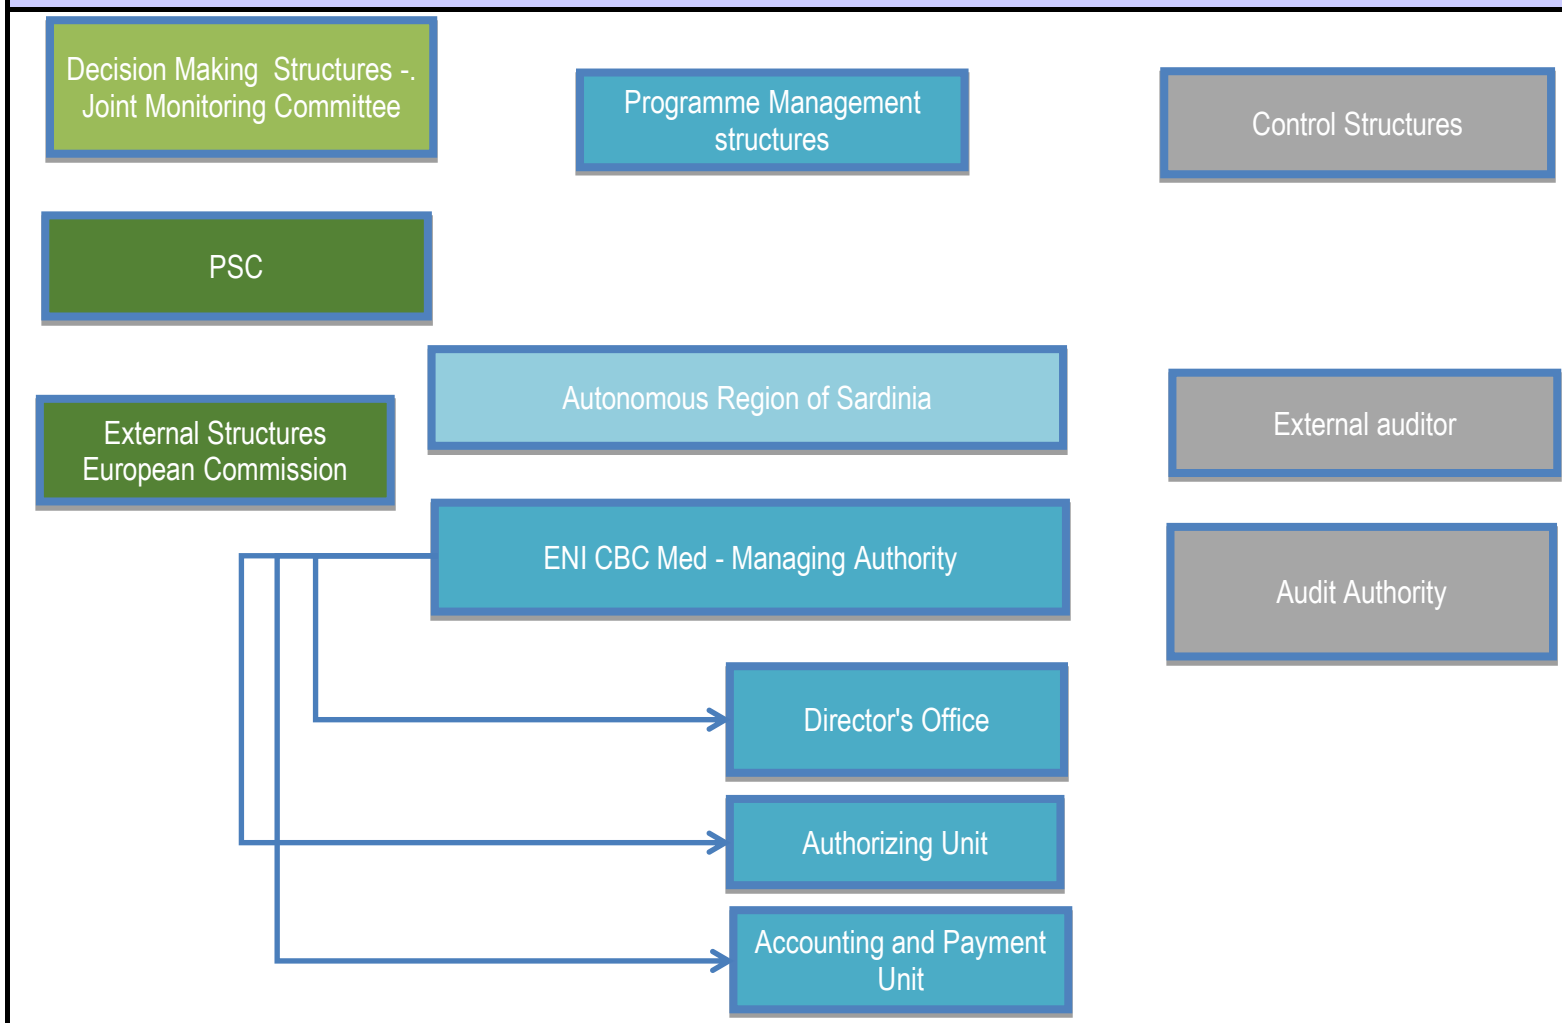 Decision Making Structures -.
Joint Monitoring Committee
Programme Management
structures
Control Structures
PSC
Autonomous Region of Sardinia
External Structures
European Commission
External auditor
ENI CBC Med - Managing Authority
Audit Authority
Director's Office
Authorizing Unit
Accounting and Payment
Unit